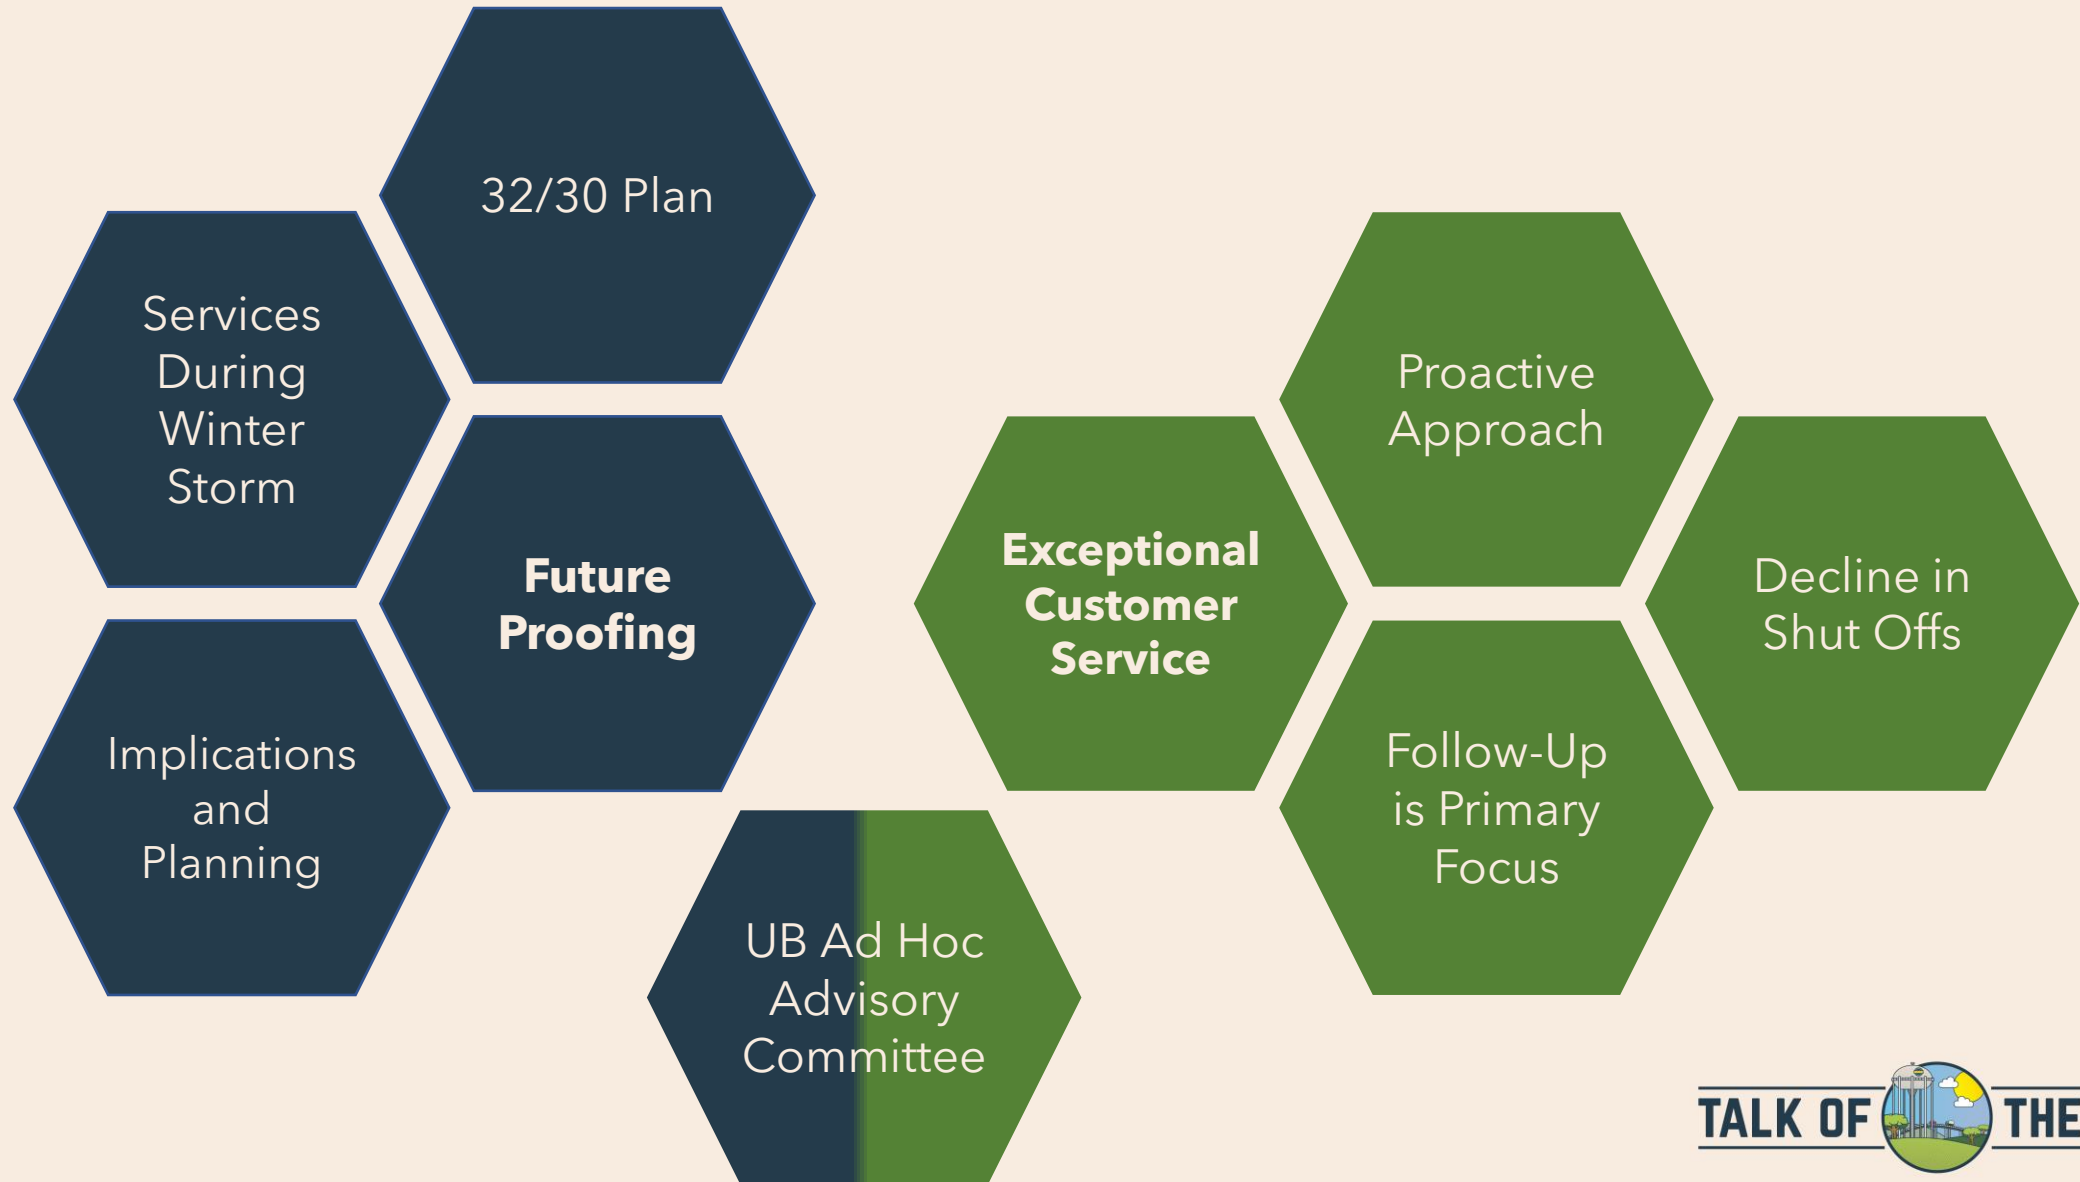 32/30 Plan
Services
During
Winter
Storm
Future
Proofing
Implications
and
Planning
UB Ad Hoc
Advisory
Committee
Exceptional
Customer
Service
Proactive
Approach
Decline in
Shut Offs
Follow-Up
is Primary
Focus
TALK OF THE